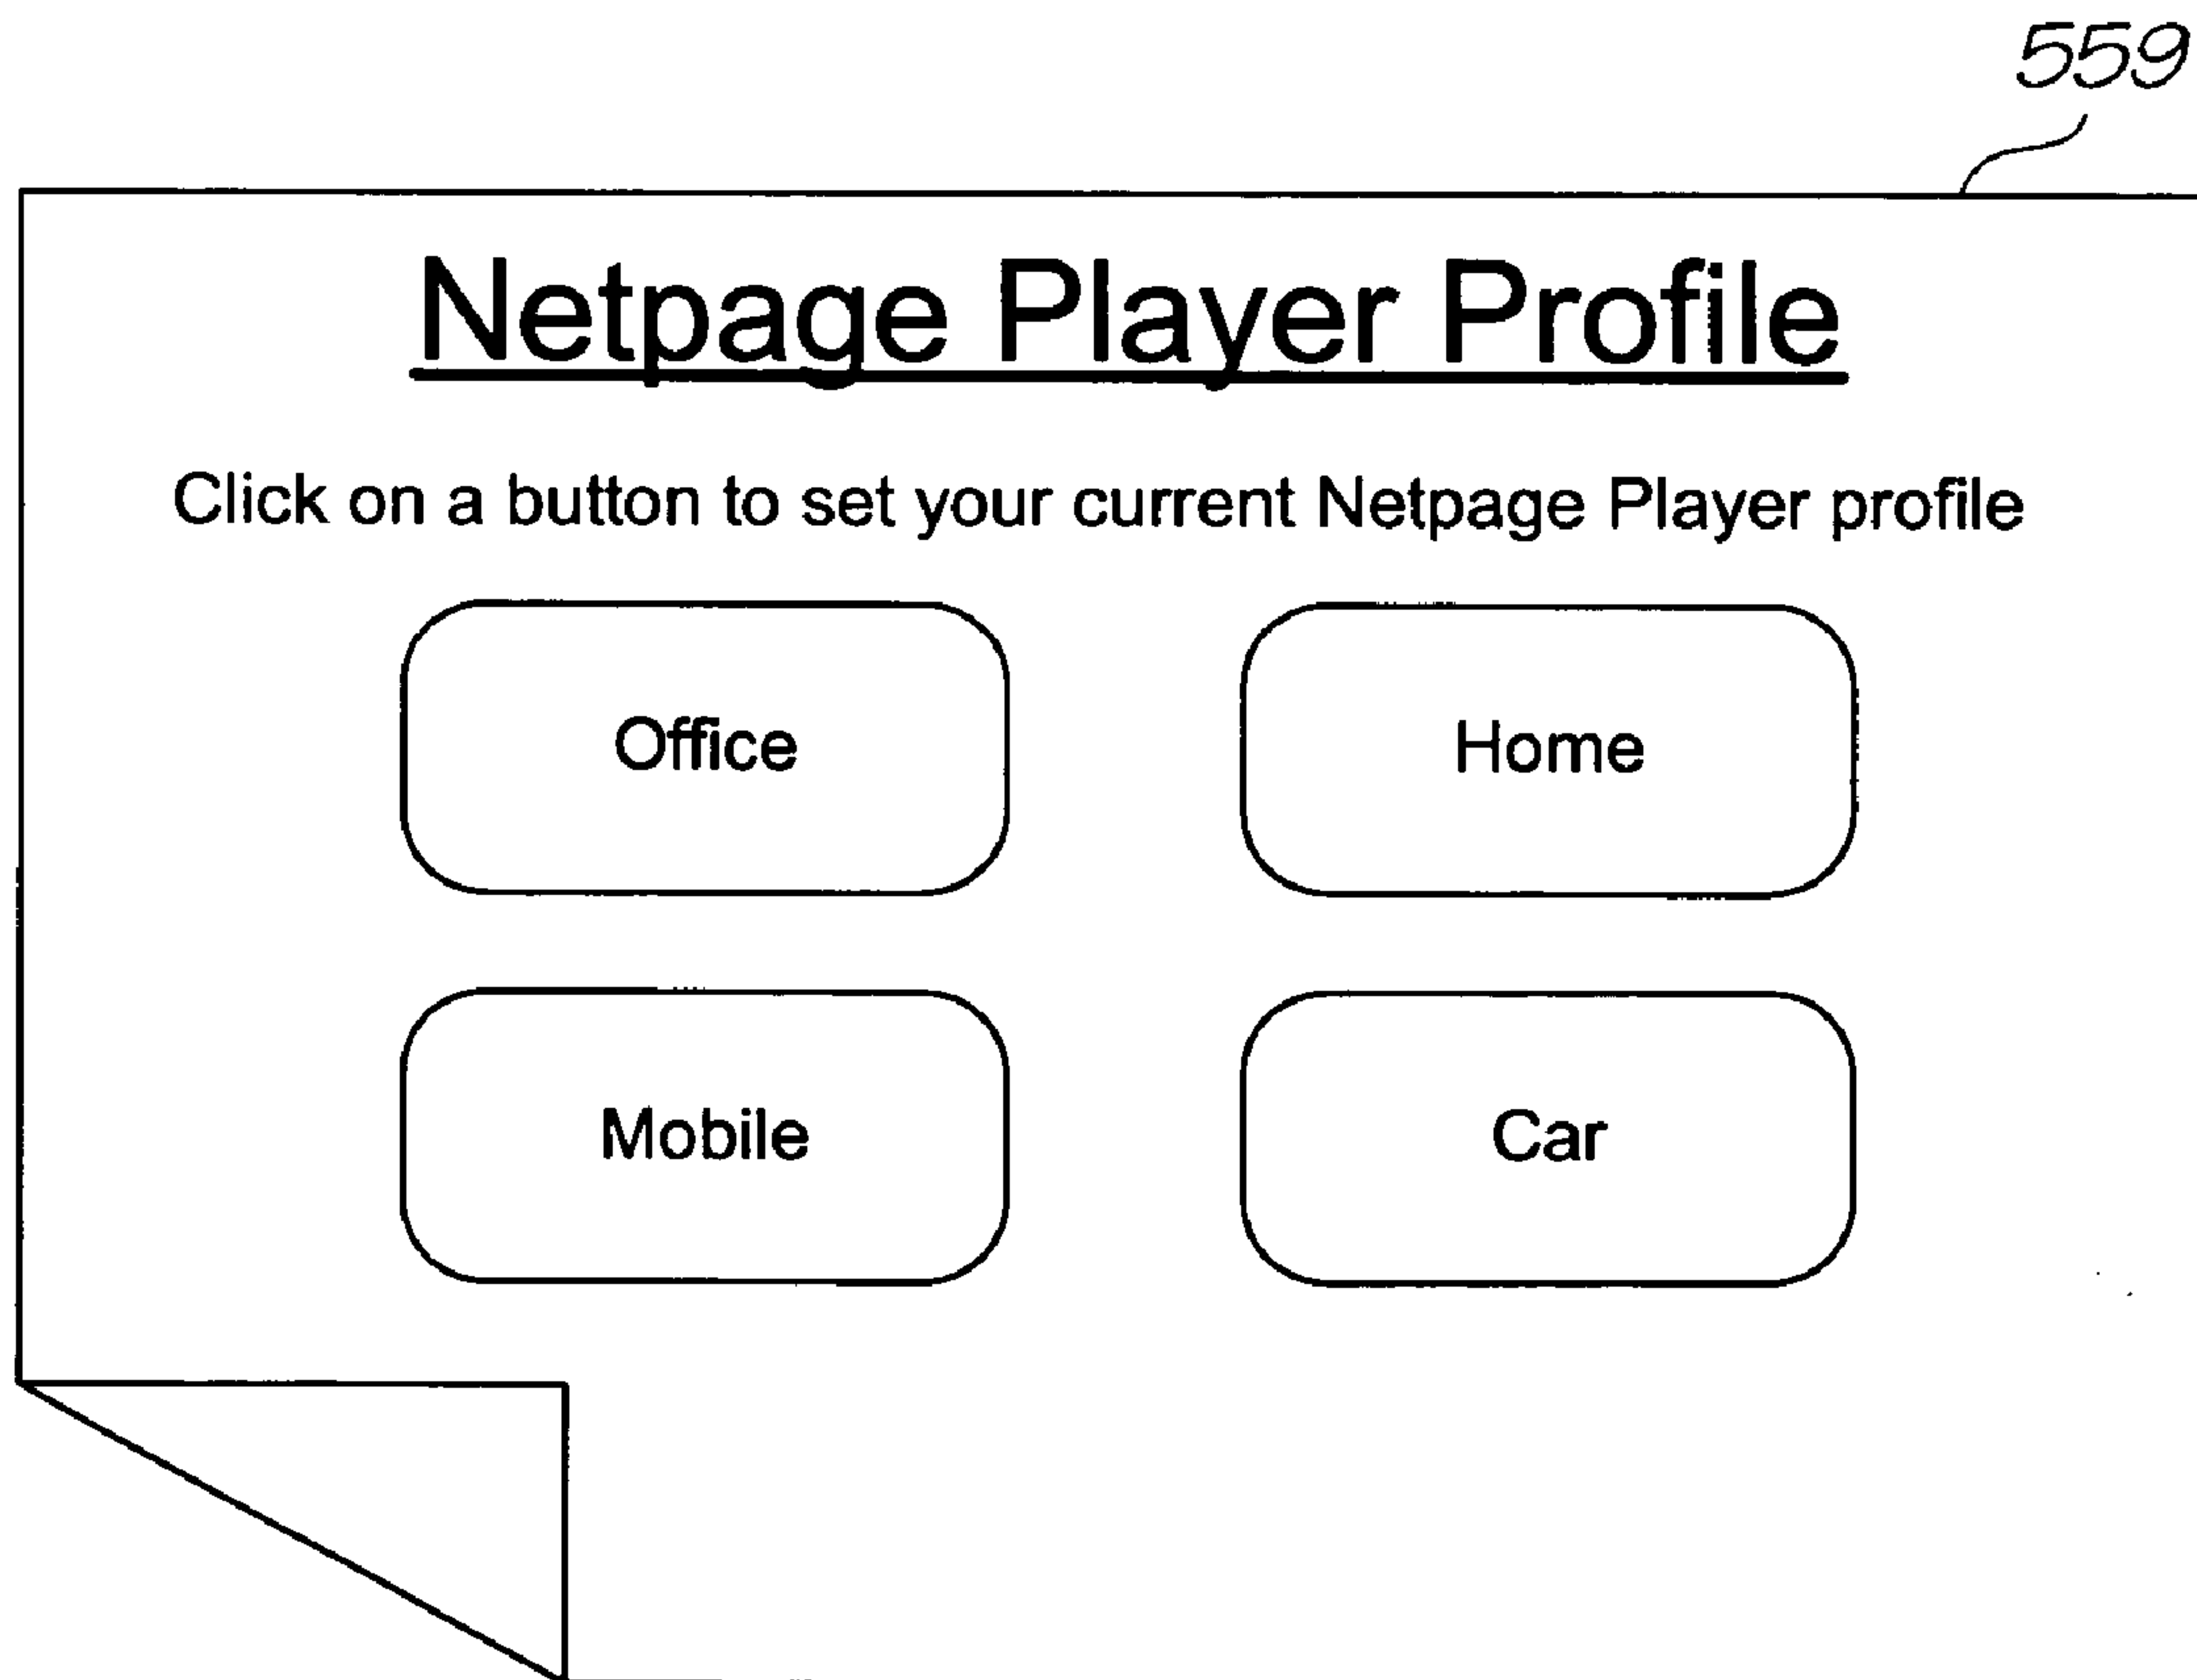 559
Netpage Player Profile
Click on a button to set your current Netpage Player profile
Office Home
Mobile Car